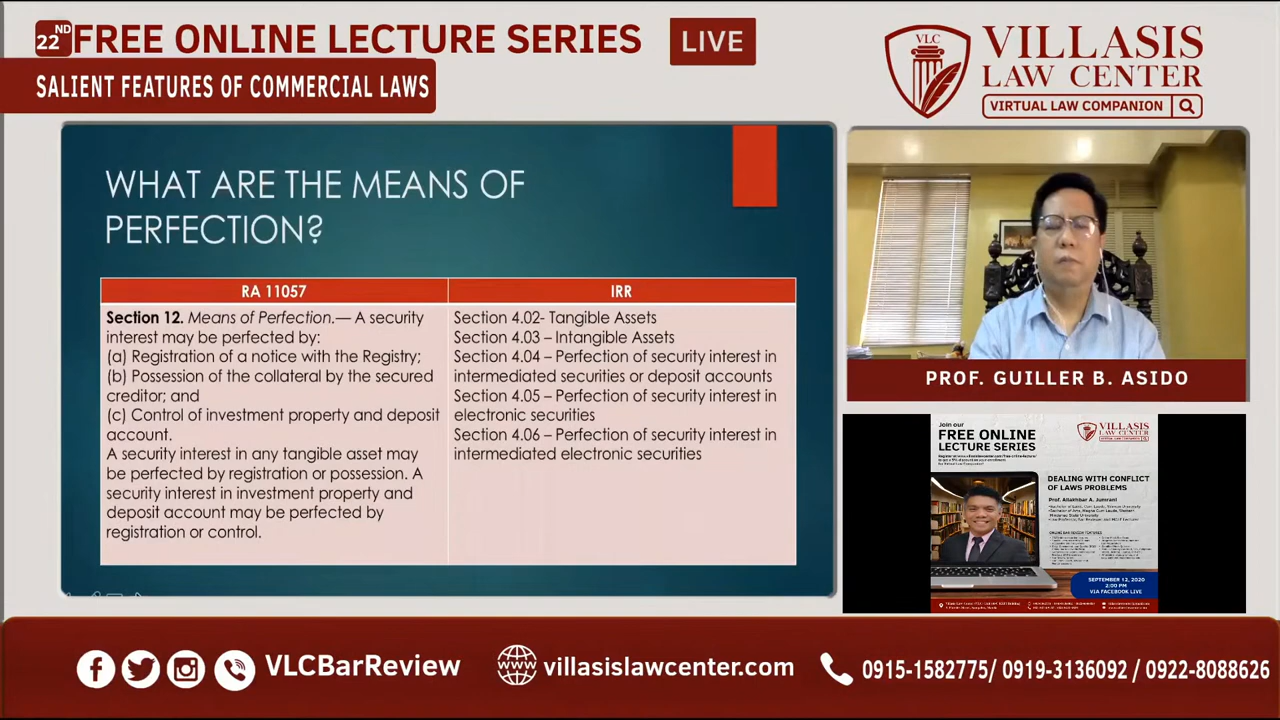 22ND FREE ONLINE LECTURE SERIES
LIVE
SALIENT FEATURES OF COMMERCIAL LAWS
VLC
VILLASIS
LAW CENTER
VIRTUAL LAW COMPANION
WHAT ARE THE MEANS OF
PERFECTION?
RA 11057
Section 12. Means of Perfection.— A security
interest may beperfected by:
(a) Registration of a notice with the Registry;
(b) Possession of the collateral by the secured
creditor; and
(c) Control of investment property and deposit
account.
A security interest in any tangible asset may
be perfected by registration or possession. A
security interest in investment property and
deposit account may be perfected by
registration or control.
IRR
Section 4.02- Tangible Assets
Section 4.03 – Intangible Assets
Section 4.04 – Perfection of security interest in
intermediated securities or deposit accounts
Section 4.05 – Perfection of security interest in
electronic securities
Section 4.06 – Perfection of security interest in
intermediated electronic securities
PROF. GUILLER B. ASIDO
Join our
FREE ONLINE
LECTURE SERIES
VILLASIS
LAW CENTER
DEALING WITH CONFLICT
OF LAWS PROBLEMS
Prof. Aliakhbar A. Jumrani
SEPTEMBER 12, 2020
2:00 PM
VIA FACEBOOK LIVE
VLCBarReview
www
villasislawcenter.com
0915-1582775/ 0919-3136092 / 0922-8088626